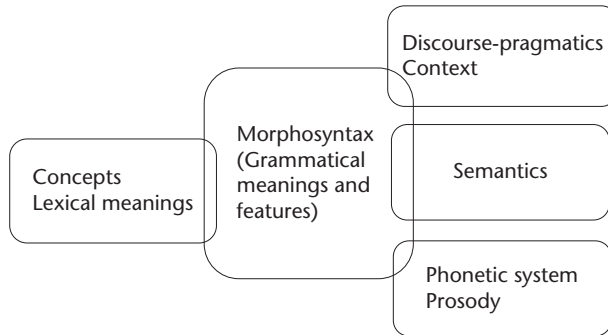 Discourse-pragmatics
Context
Morphosyntax
(Grammatical
meanings and
features)
Concepts
Lexical meanings
Semantics
Phonetic system
Prosody